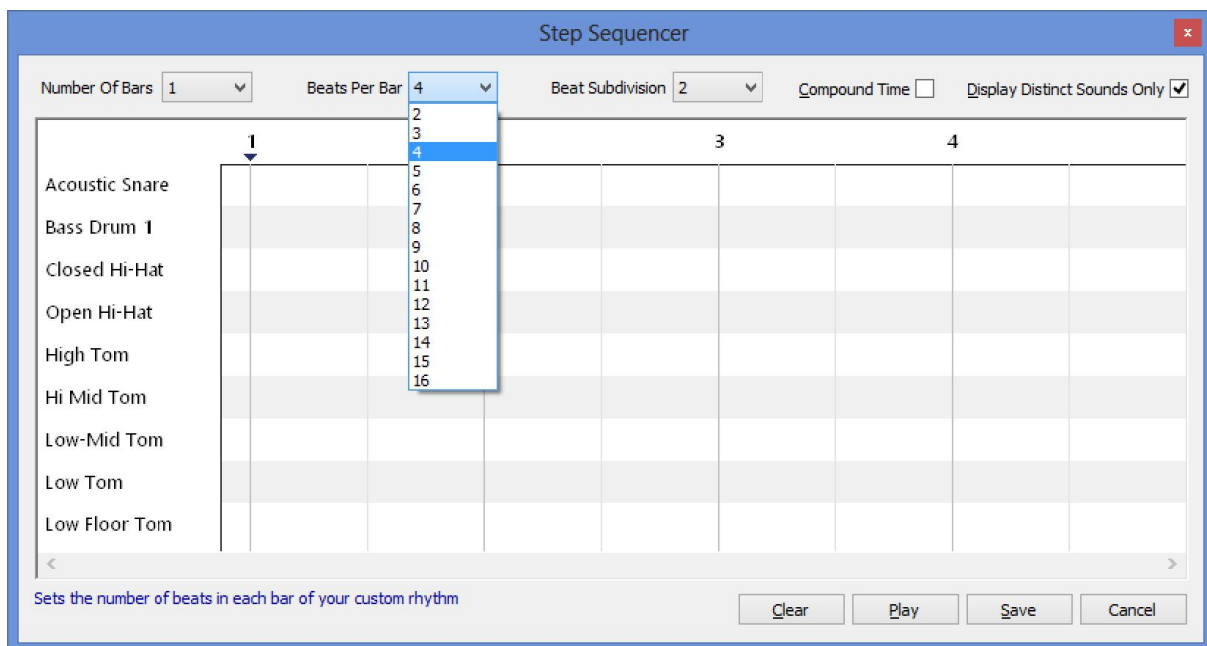 Step Sequencer
x
Number Of Bars 1 Beats Per Bar 4 Beat Subdivision 2 Compound Time Display Distinct Sounds Only
2
3
4
5
6
7
8
9
10
11
12
13
14
15
16
1 3 4
Acoustic Snare
Bass Drum 1
Closed Hi-Hat
Open Hi-Hat
High Tom
Hi Mid Tom
Low-Mid Tom
Low Tom
Low Floor Tom
Sets the number of beats in each bar of your custom rhythm
Clear Play Save Cancel